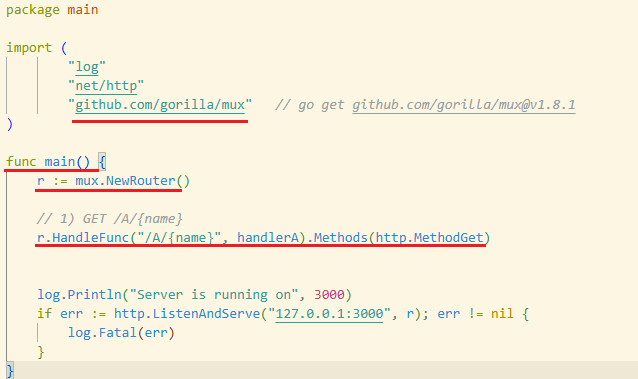 package main
import (
"log"
"net/http"
"github.com/gorilla/mux" // go get github.com/gorilla/mux@v1.8.1
)
func main() {
r := mux.NewRouter()
// 1) GET /A/{name}
r.HandleFunc("/A/{name}", handlerA).Methods(http.MethodGet)
log.Println("Server is running on", 3000)
if err := http.ListenAndServe("127.0.0.1:3000", r); err != nil {
log.Fatal(err)
}
}